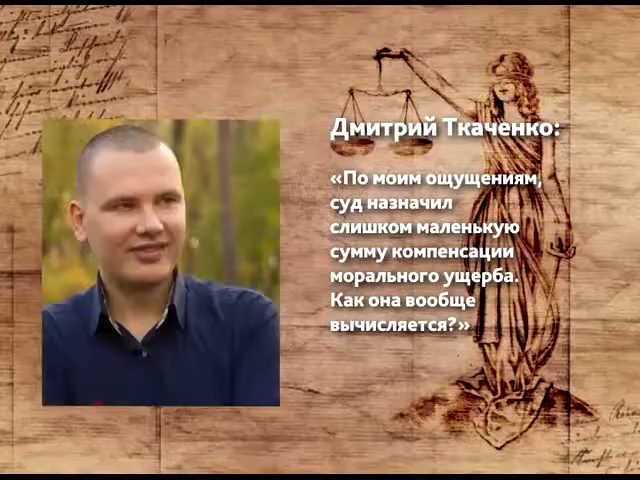 Дмитрий Ткаченко:
«По моим ощущениям,
суд назначил
слишком маленькую
сумму компенсации
морального ущерба.
Как она вообще
вычисляется?»